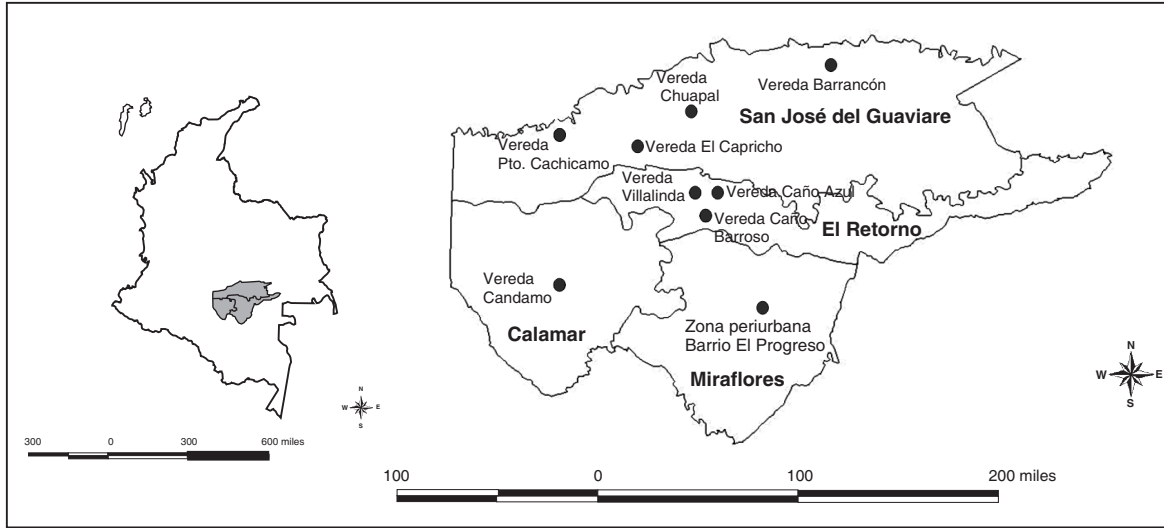 Vereda
Chuapal
Vereda Barrancón
San José del Guaviare
Vereda
Pto. Cachicamo
Vereda El Capricho
Vereda
Villalinda
Vereda Caño Azul
Vereda Caño
Barroso
El Retorno
Vereda
Candamo
Calamar
Zona periurbana
Barrio El Progreso
Miraflores
N
W E
S
N
W E
S
300 0 300 600 miles
100 0 100 200 miles